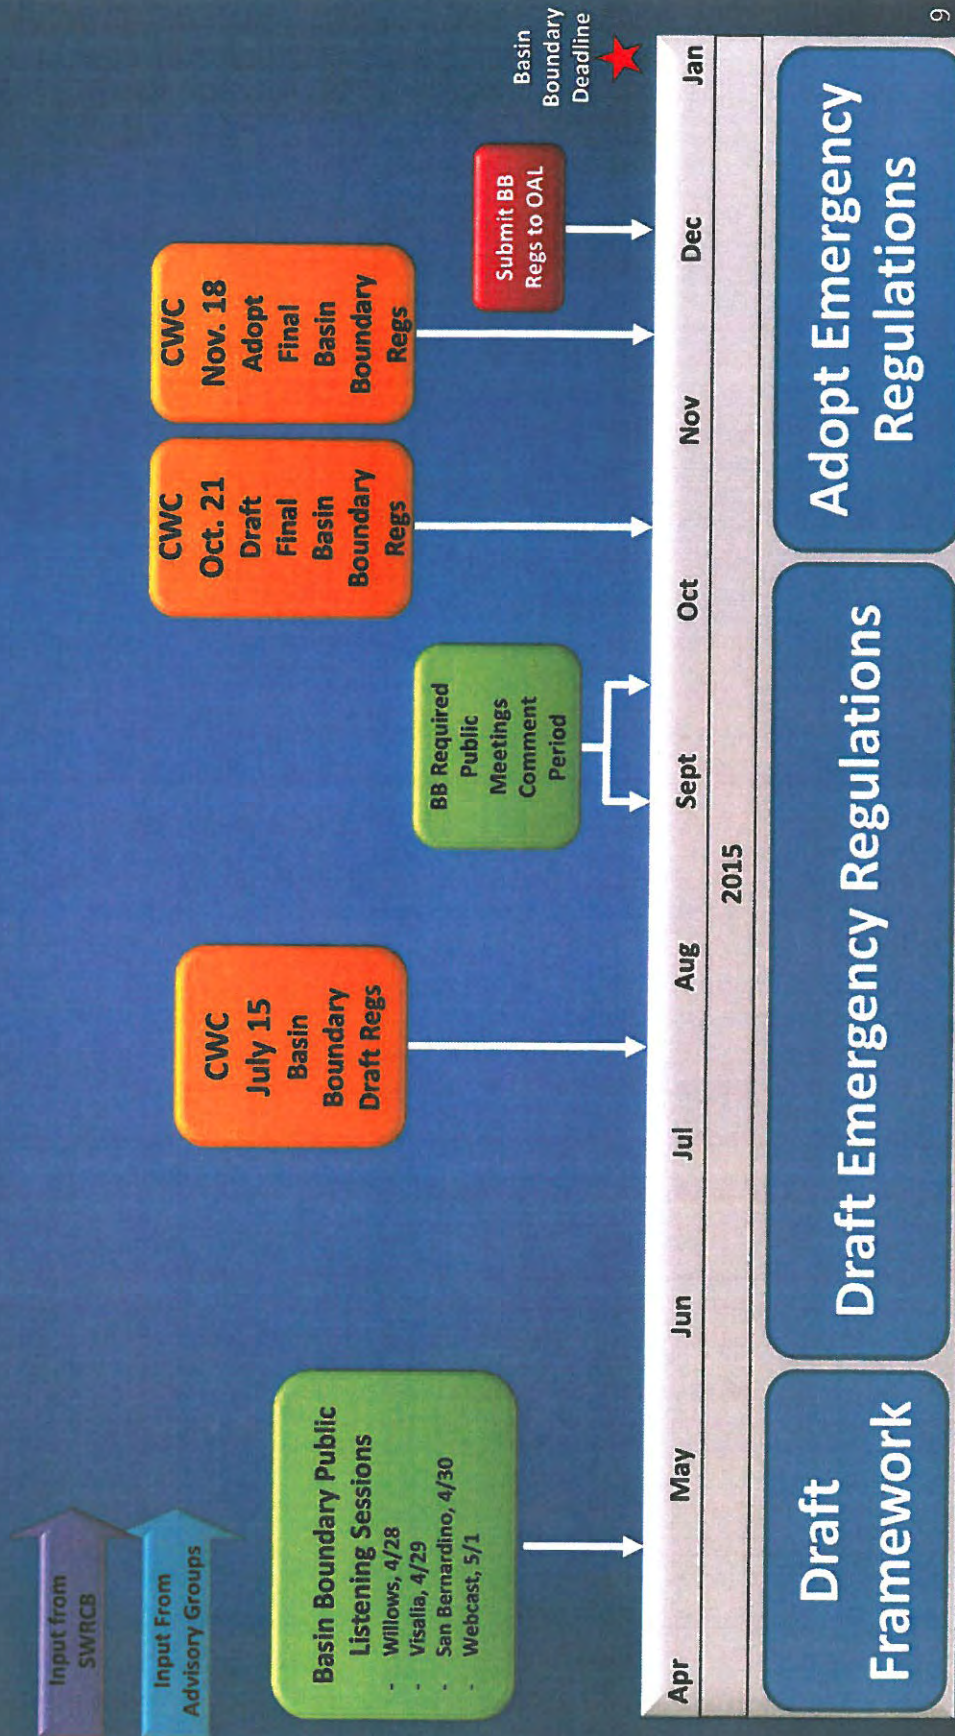 Input from
SWRCB
Input From
Advisory Groups
Basin Boundary Public
Listening Sessions
- Willows, 4/28
- Visalia, 4/29
- San Bernardino, 4/30
- Webcast, 5/1
CWC
July 15
Basin
Boundary
Draft Regs
BB Required
Public
Meetings
Comment
Period
CWC
Oct. 21
Draft
Final
Basin
Boundary
Regs
CWC
Nov. 18
Adopt
Final
Basin
Boundary
Regs
Submit BB
Regs to OAL
Basin
Boundary
Deadline
Apr May Jun Jul Aug Sept Oct Nov Dec Jan
2015
Draft
Framework
Draft Emergency Regulations
Adopt Emergency
Regulations
9